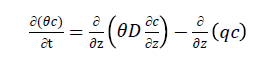 ∂(θc)/∂t = ∂/∂z (θD ∂c/∂z) − ∂/∂z (qc)